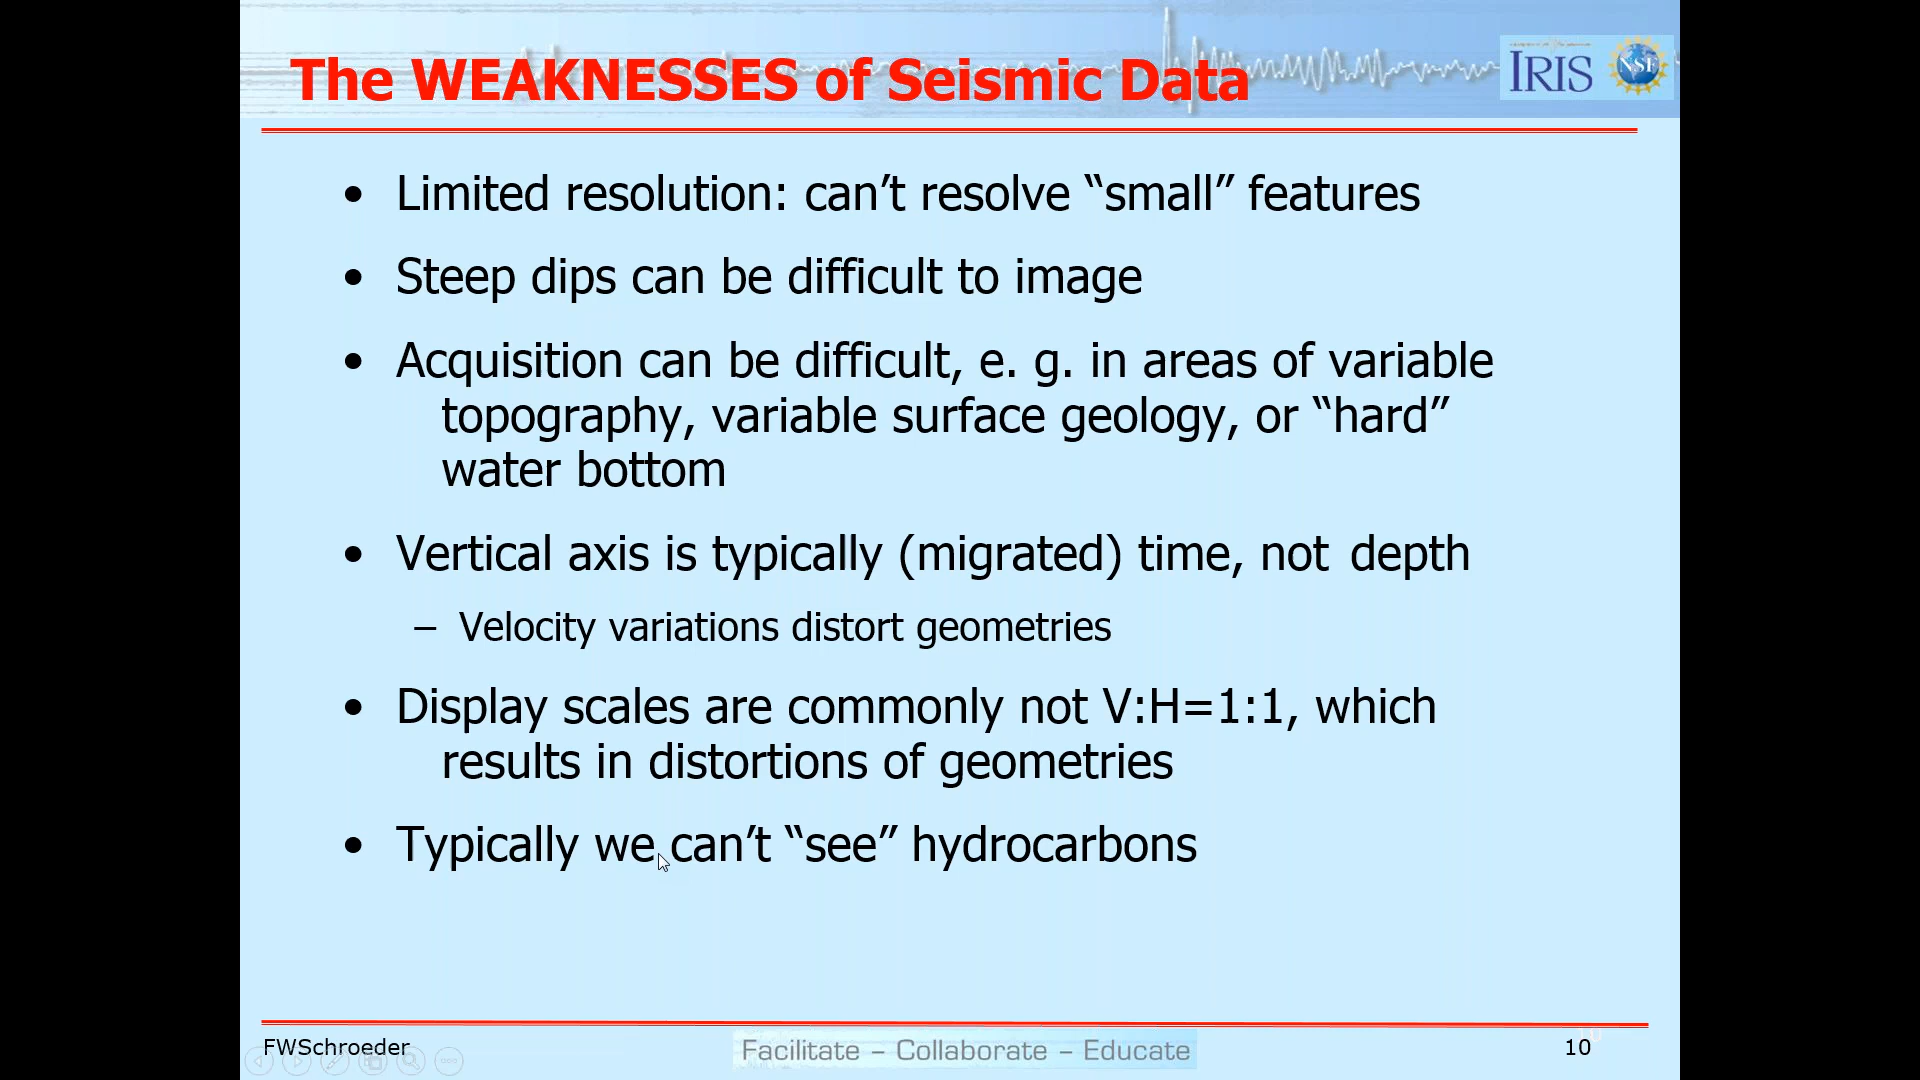 The WEAKNESSES of Seismic Data
IRIS
NSF
• Limited resolution: can’t resolve “small” features
• Steep dips can be difficult to image
• Acquisition can be difficult, e. g. in areas of variable
topography, variable surface geology, or “hard”
water bottom
• Vertical axis is typically (migrated) time, not depth
– Velocity variations distort geometries
• Display scales are commonly not V:H=1:1, which
results in distortions of geometries
• Typically we can’t “see” hydrocarbons
FWSchroeder
Facilitate – Collaborate – Educate
10